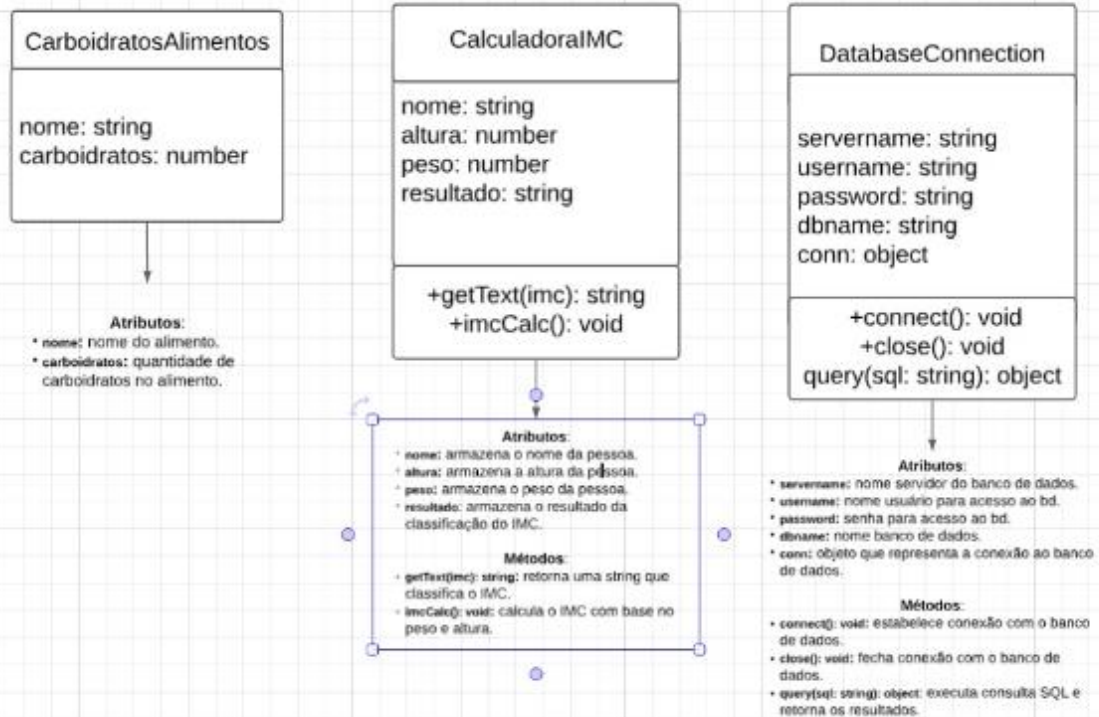 CarboidratosAlimentos
nome: string
carboidratos: number
Atributos:
* nome: nome do alimento.
* carboidratos: quantidade de
carboidratos no alimento.
CalculadoraIMC
nome: string
altura: number
peso: number
resultado: string
+getText(imc): string
+imcCalc(): void
Atributos:
* nome: armazena o nome da pessoa.
* altura: armazena a altura da pessoa.
* peso: armazena o peso da pessoa.
* resultado: armazena o resultado da
classificação do IMC.
Métodos:
* getText(imc): string: retorna uma string que
classifica o IMC.
* imcCalc(): void: calcula o IMC com base no
peso e altura.
DatabaseConnection
servername: string
username: string
password: string
dbname: string
conn: object
+connect(): void
+close(): void
query(sql: string): object
Atributos:
* servername: nome servidor do banco de dados.
* username: nome usuário para acesso ao bd.
* password: senha para acesso ao bd.
* dbname: nome banco de dados.
* conn: objeto que representa a conexão ao banco
de dados.
Métodos:
* connect(): void: estabelece conexão com o banco
de dados.
* close(): void: fecha conexão com o banco de
dados.
* query(sql: string): object: executa consulta SQL e
retorna os resultados.